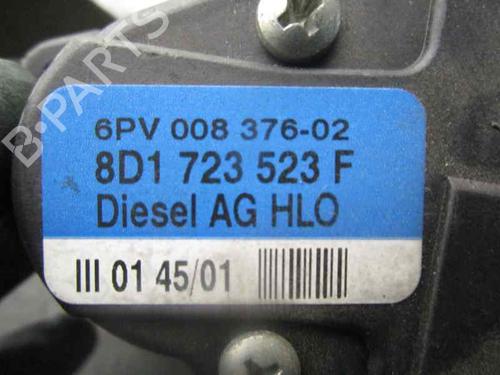 B-PARTS
6PV 008 376-02
8D1 723 523 F
Diesel AG HLO
III 01 45/01